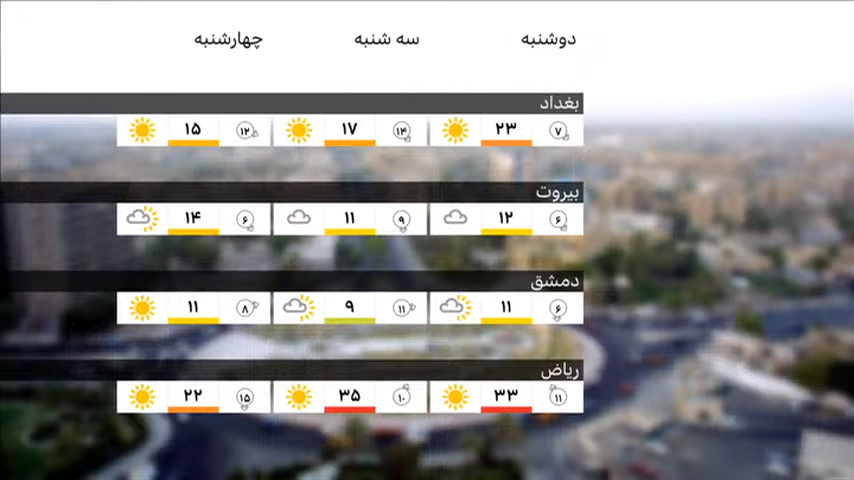 دوشنبه سه شنبه چهارشنبه
بغداد
۷ ۲۳ ۱۴ ۱۷ ۱۲ ۱۵
بیروت
۶ ۱۲ ۹ ۱۱ ۶ ۱۴
دمشق
۶ ۱۱ ۱۱ ۹ ۸ ۱۱
ریاض
۱۱ ۳۳ ۱۰ ۳۵ ۱۵ ۲۲